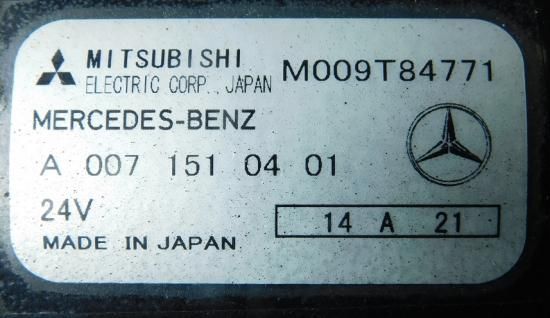 MITSUBISHI
ELECTRIC CORP., JAPAN M009T84771
MERCEDES-BENZ
A 007 151 04 01
24V
14 A 21
MADE IN JAPAN